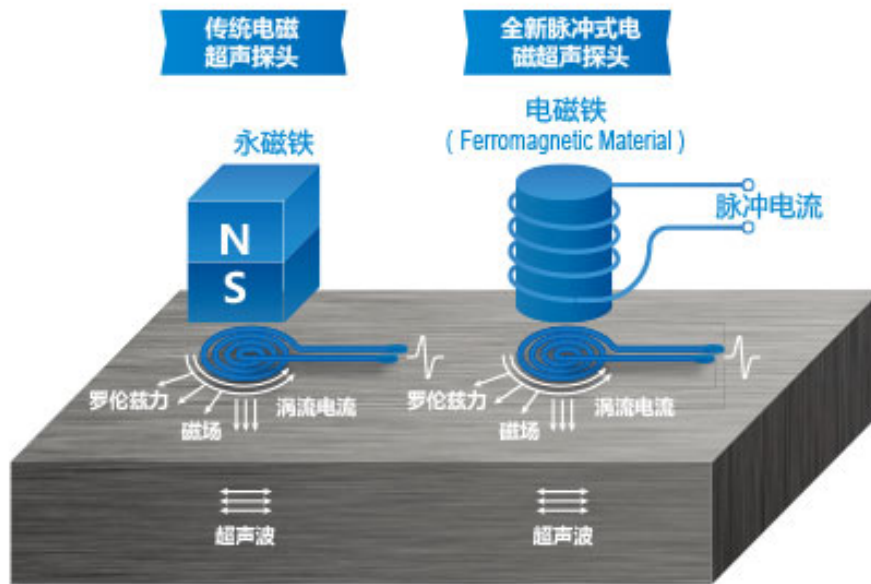 传统电磁
超声探头
全新脉冲式电
磁超声探头
永磁铁
电磁铁
( Ferromagnetic Material )
脉冲电流
N
S
罗伦兹力
磁场
涡流电流
罗伦兹力
磁场
涡流电流
超声波
超声波